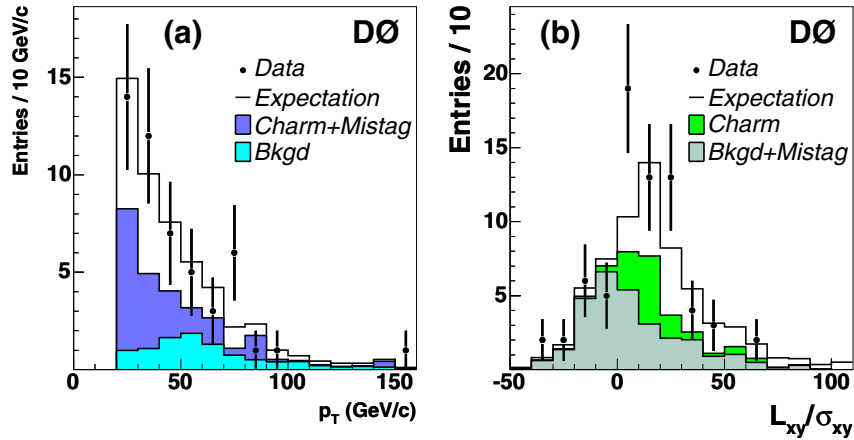 (a) DØ
Data
Expectation
Charm+Mistag
Bkgd
Entries / 10 GeV/c
15
10
5
0 50 100 150
p_T (GeV/c)
(b) DØ
Data
Expectation
Charm
Bkgd+Mistag
Entries / 10
20
15
10
5
-50 0 50 100
L_xy/σ_xy